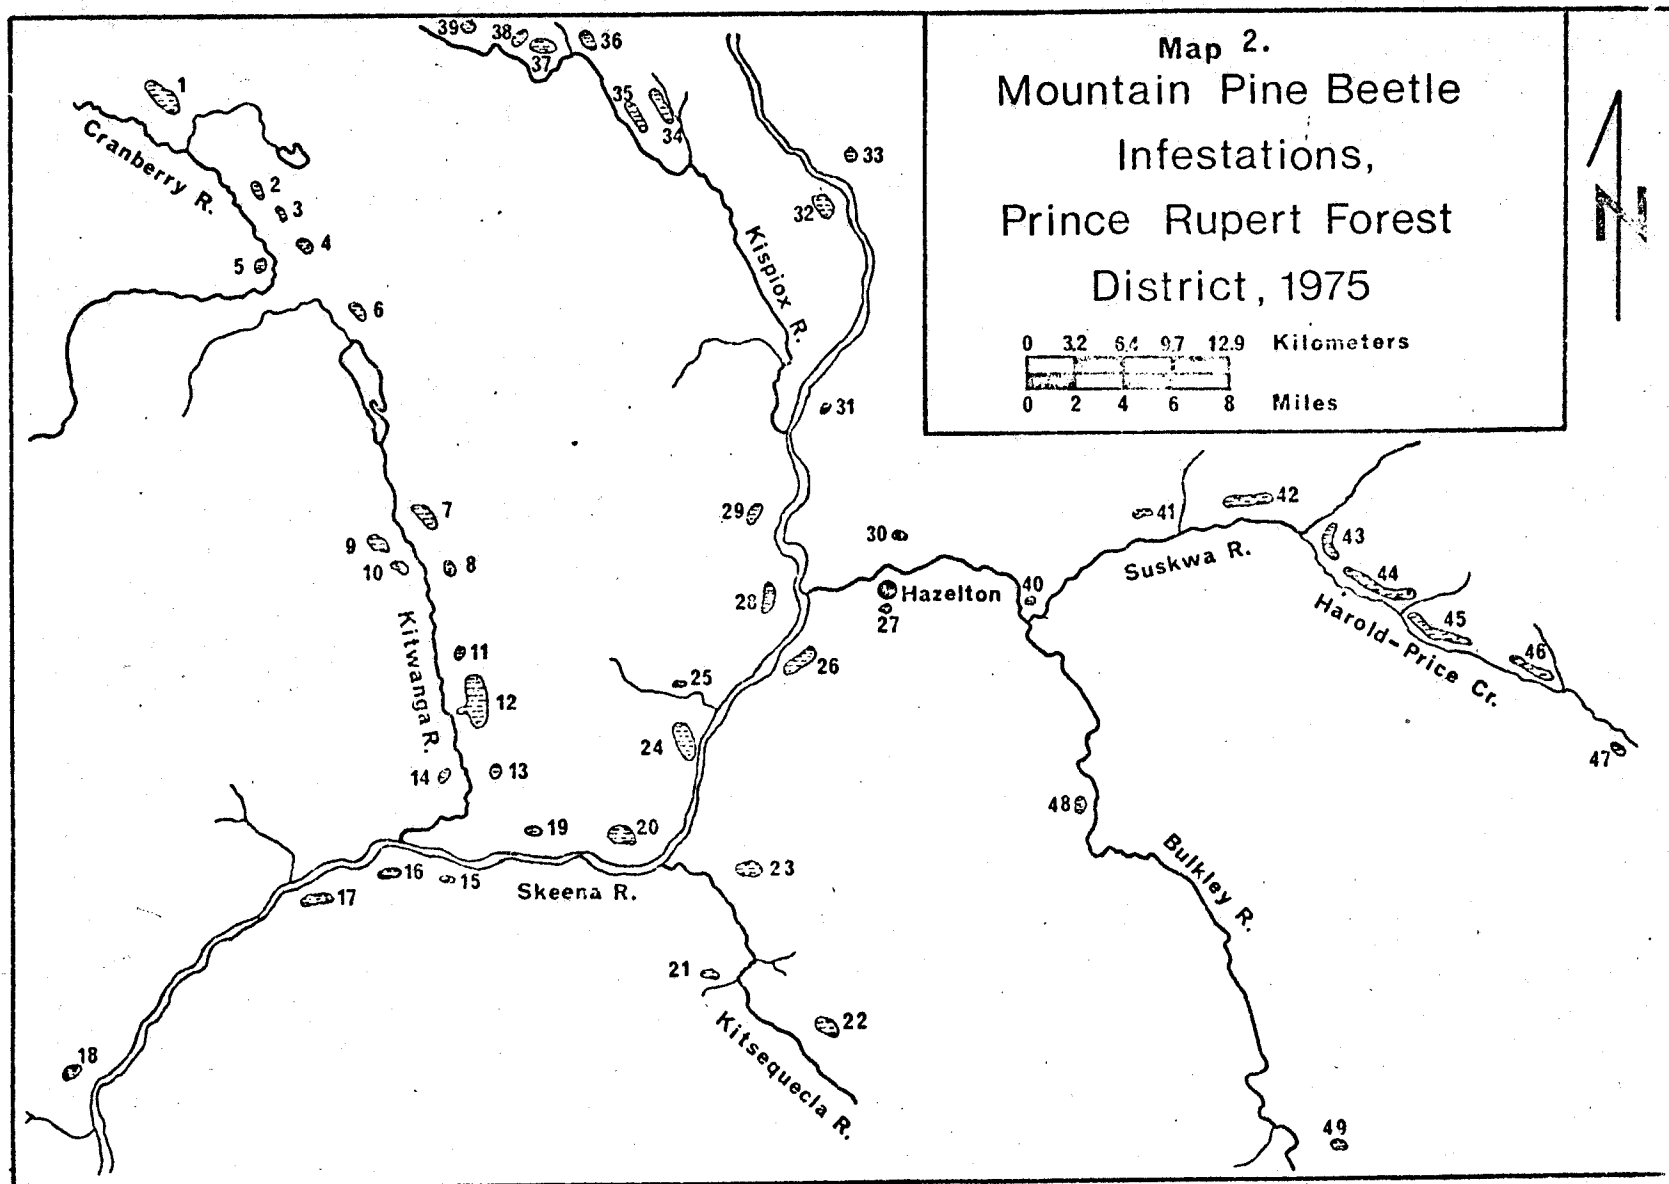 Map 2.
Mountain Pine Beetle
Infestations,
Prince Rupert Forest
District, 1975
0 3.2 6.4 9.7 12.9 Kilometers
0 2 4 6 8 Miles
N
39
38
37
36
35
34
33
32
1
Cranberry R.
2
3
4
5
6
Kispiox R.
31
7
8
9
10
Kitwanga R.
11
12
13
14
29
30
28
Hazelton
27
26
25
24
40
41
42
Suskwa R.
43
44
Harold-Price Cr.
45
46
47
48
Bulkley R.
49
19
20
16
15
17
Skeena R.
23
21
22
Kitsequecla R.
18